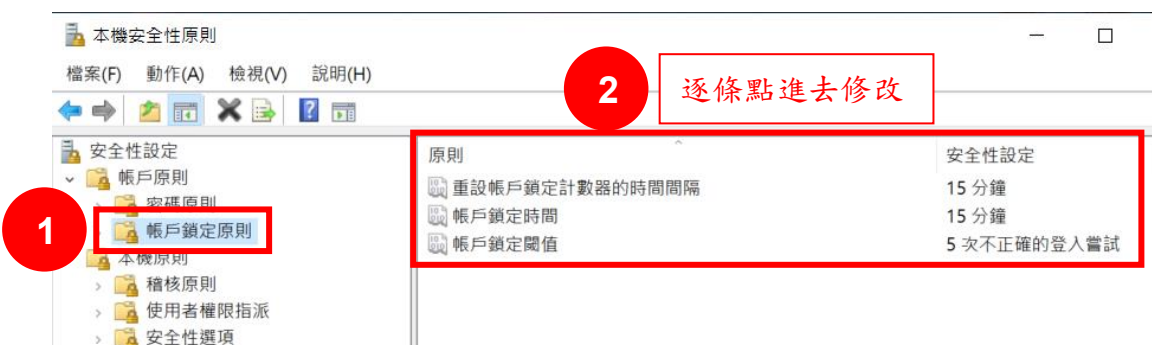 本機安全性原則
檔案(F) 動作(A) 檢視(V) 說明(H)
2 逐條點進去修改
安全性設定
帳戶原則
密碼原則
1 帳戶鎖定原則
本機原則
稽核原則
使用者權限指派
安全性選項
原則 安全性設定
重設帳戶鎖定計數器的時間間隔 15 分鐘
帳戶鎖定時間 15 分鐘
帳戶鎖定閾值 5 次不正確的登入嘗試